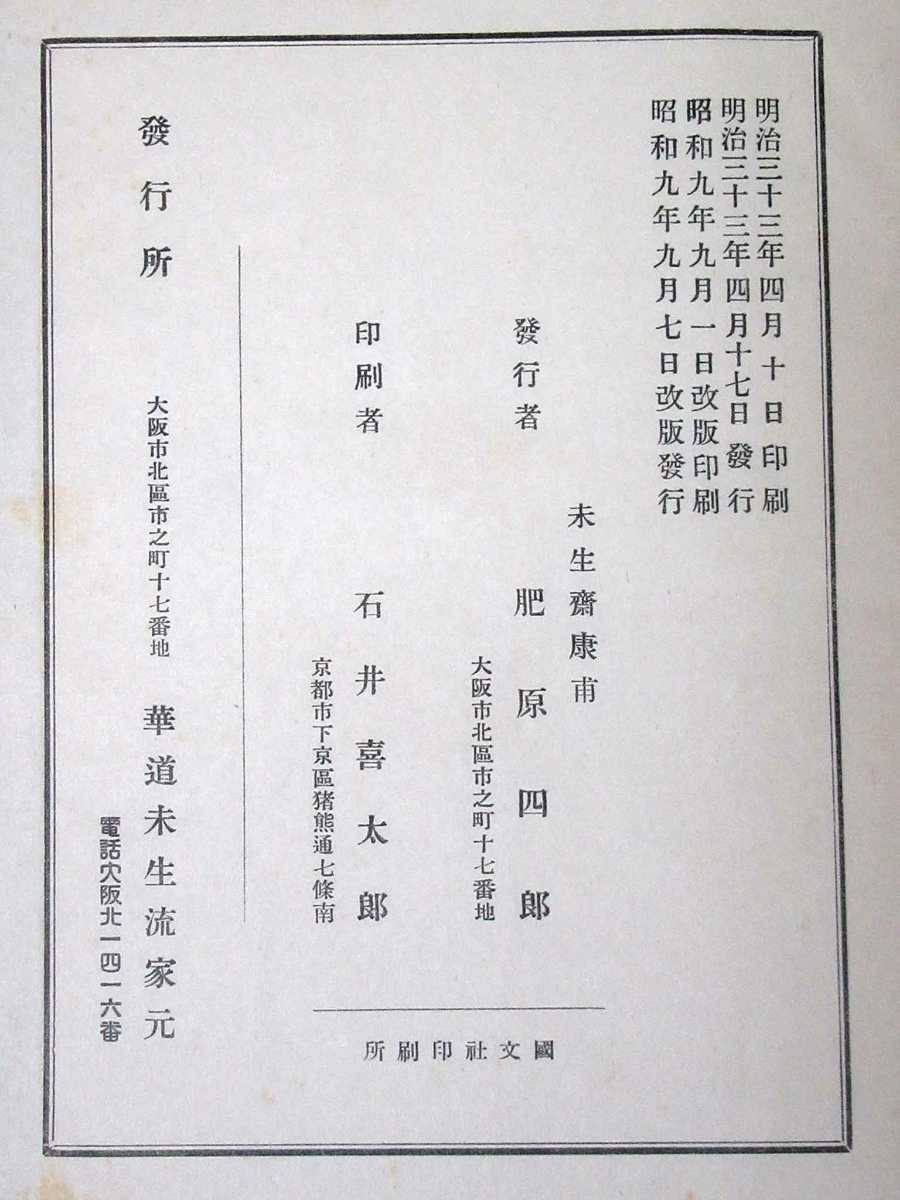 明治三十三年四月十日印刷
明治三十三年四月十七日發行
昭和九年九月一日改版印刷
昭和九年九月七日改版發行
未生齋康甫
發行者 肥原四郎
大阪市北區市之町十七番地
印刷者 石井喜太郎
京都市下京區猪熊通七條南
國文社印刷所
發行所 大阪市北區市之町十七番地 華道未生流家元
電話大阪北一四一六番